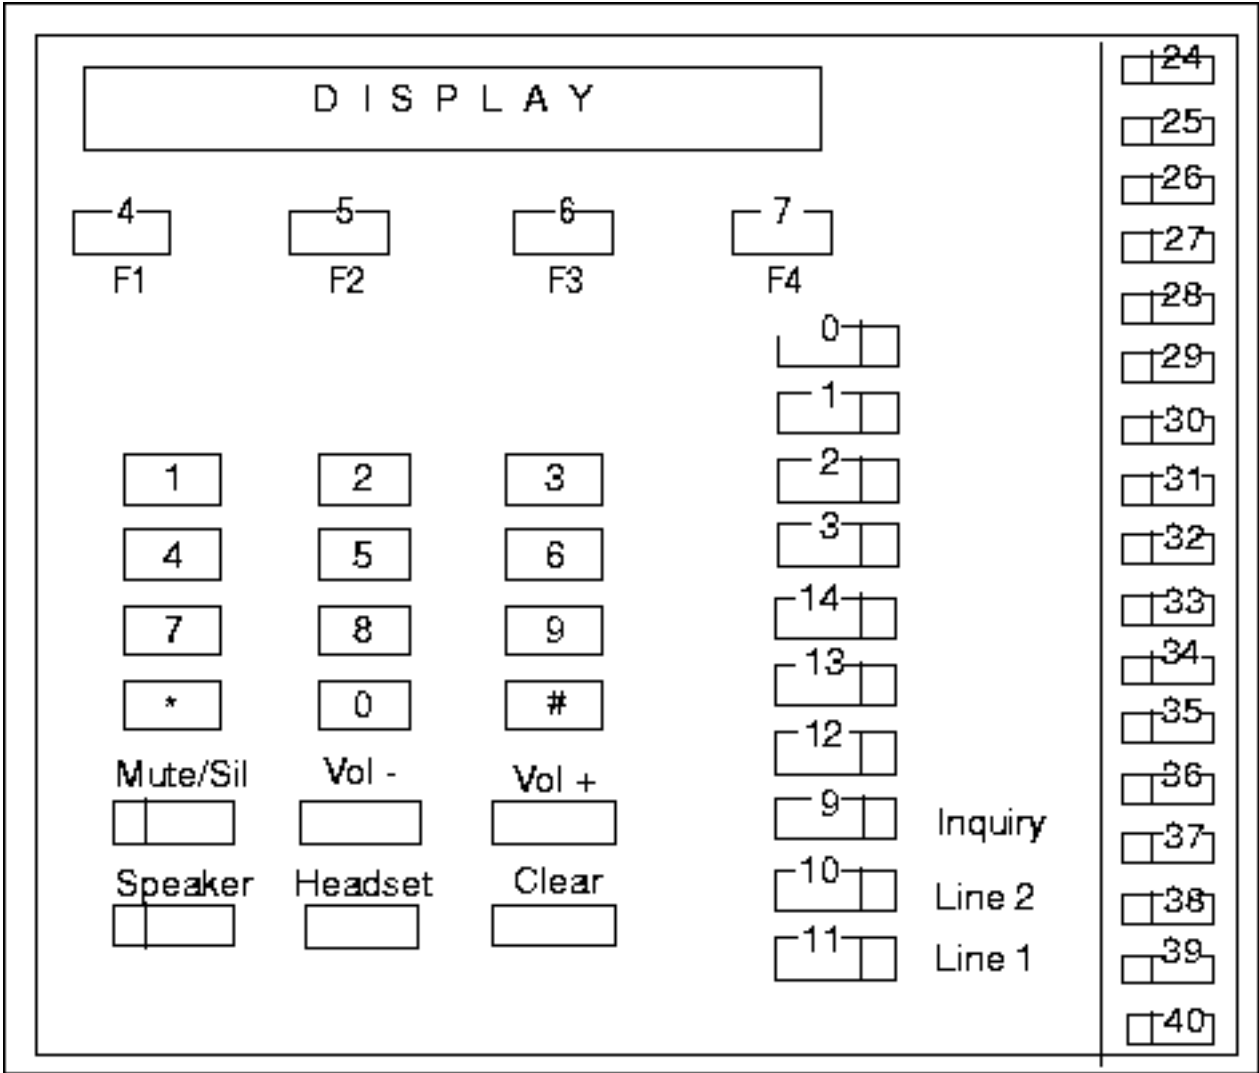 DISPLAY
4 5 6 7
F1 F2 F3 F4
0
1
2
3
14
13
12
9 Inquiry
10 Line 2
11 Line 1
1 2 3
4 5 6
7 8 9
* 0 #
Mute/Sil Vol - Vol +
Speaker Headset Clear
24
25
26
27
28
29
30
31
32
33
34
35
36
37
38
39
40